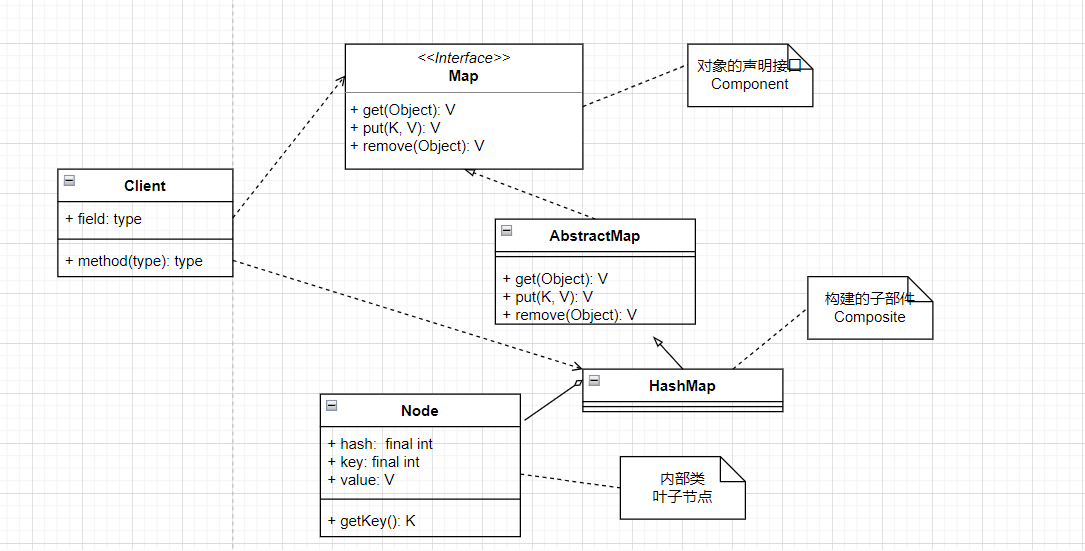 <<Interface>>
Map
+ get(Object): V
+ put(K, V): V
+ remove(Object): V
对象的声明接口
Component
Client
+ field: type
+ method(type): type
AbstractMap
+ get(Object): V
+ put(K, V): V
+ remove(Object): V
构建的子部件
Composite
HashMap
Node
+ hash:  final int
+ key: final int
+ value: V
+ getKey(): K
内部类
叶子节点